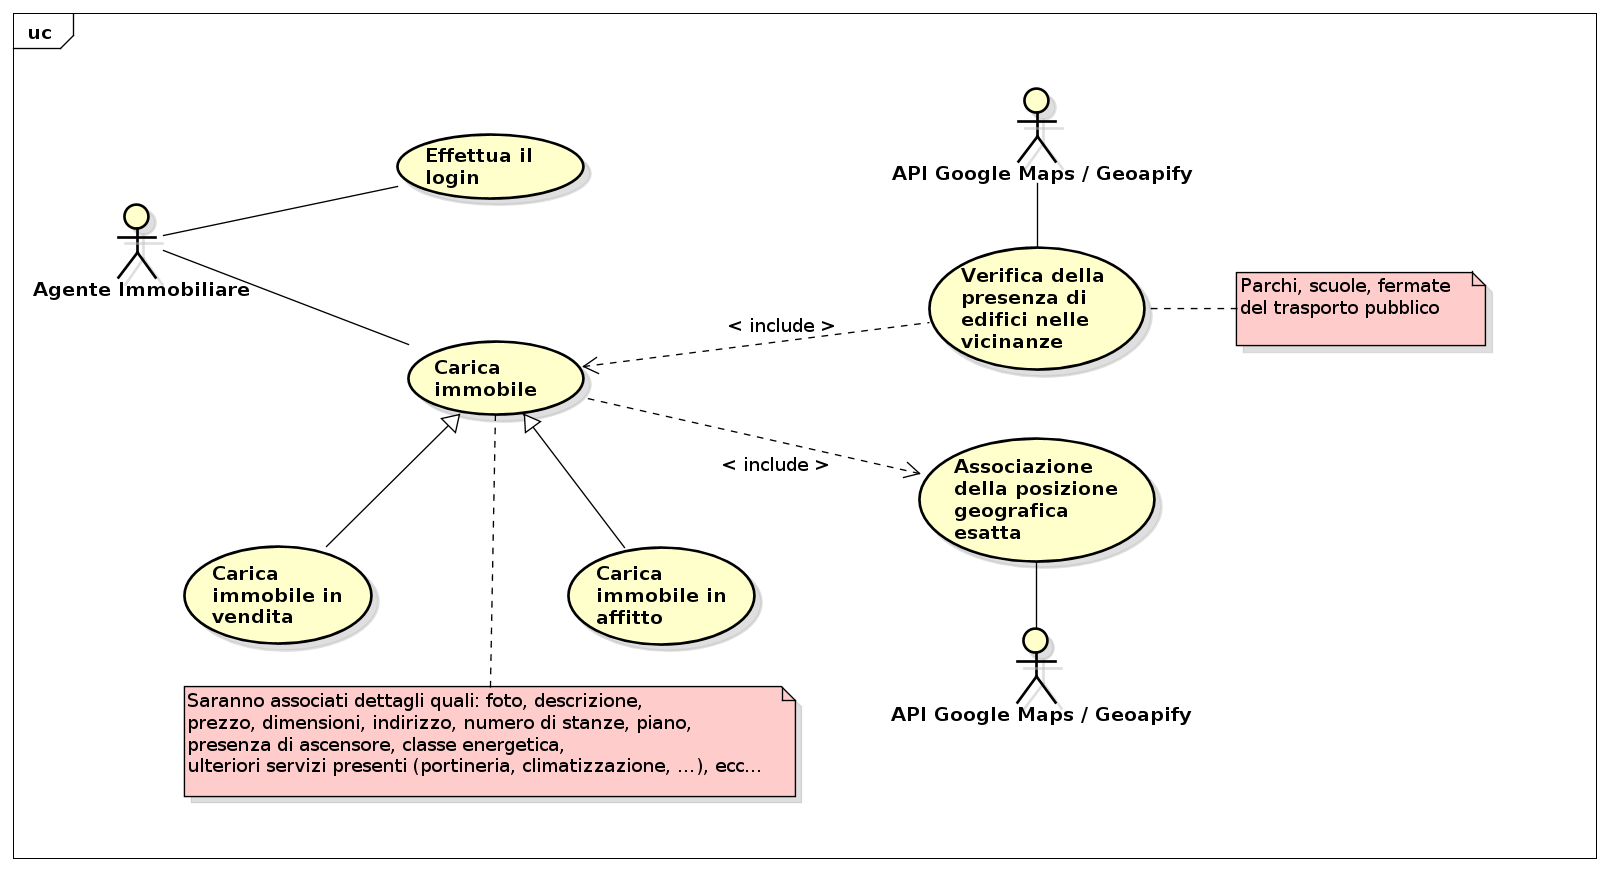 uc
Effettua il
login
API Google Maps / Geoapify
Agente Immobiliare
Verifica della
presenza di
edifici nelle
vicinanze
Parchi, scuole, fermate
del trasporto pubblico
< include >
Carica
immobile
< include >
Associazione
della posizione
geografica
esatta
Carica
immobile in
vendita
Carica
immobile in
affitto
API Google Maps / Geoapify
Saranno associati dettagli quali: foto, descrizione,
prezzo, dimensioni, indirizzo, numero di stanze, piano,
presenza di ascensore, classe energetica,
ulteriori servizi presenti (portineria, climatizzazione, ...), ecc...